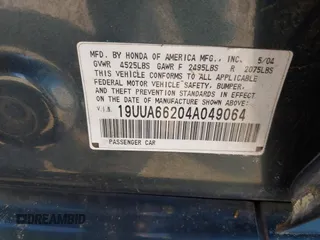 MFD. BY HONDA OF AMERICA MFG., INC. 5/04
GVWR 4525LBS GAWR F 2495LBS R 2075LBS
THIS VEHICLE CONFORMS TO ALL APPLICABLE
FEDERAL MOTOR VEHICLE SAFETY, BUMPER,
AND THEFT PREVENTION STANDARDS IN EFFECT
ON THE DATE OF MANUFACTURE SHOWN ABOVE.
V.I.N. 19UUA66204A049064
PASSENGER CAR
DREAMBID